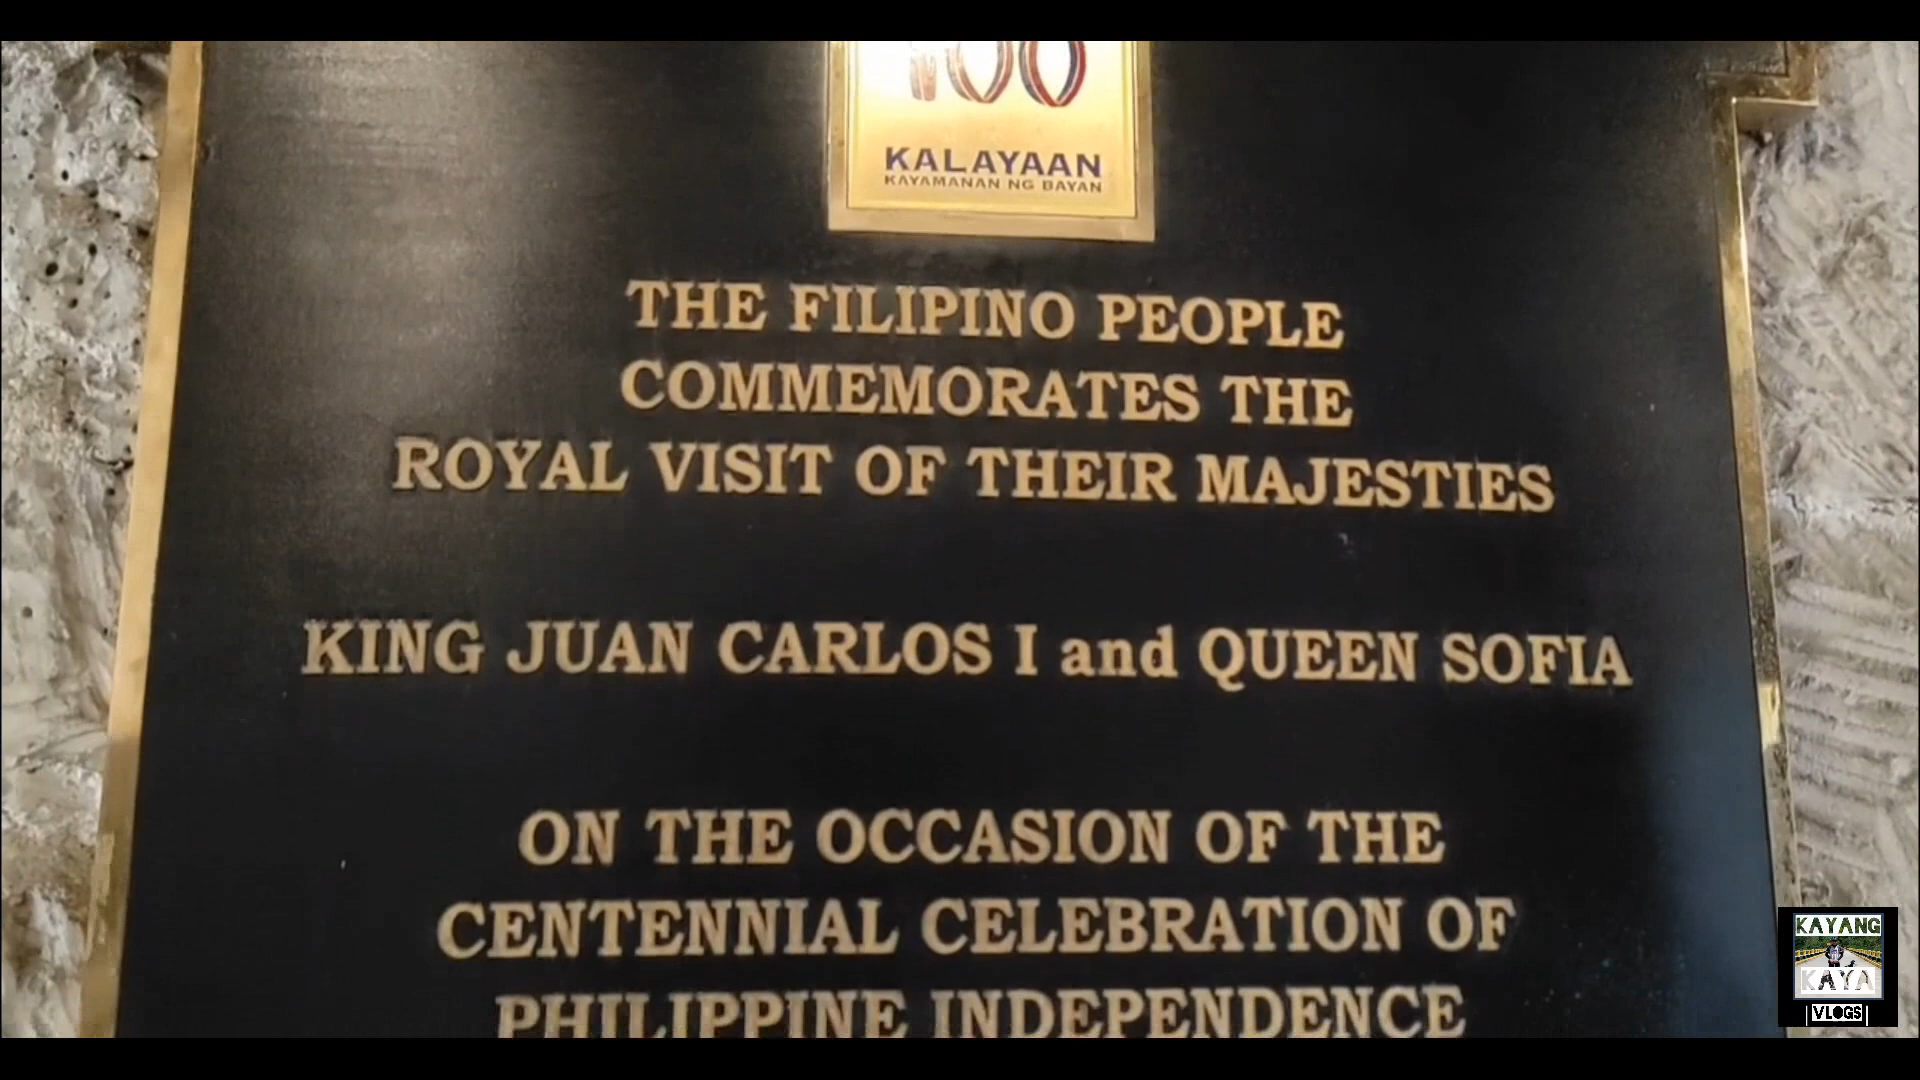 100
KALAYAAN
KAYAMANAN NG BAYAN
THE FILIPINO PEOPLE
COMMEMORATES THE
ROYAL VISIT OF THEIR MAJESTIES
KING JUAN CARLOS I and QUEEN SOFIA
ON THE OCCASION OF THE
CENTENNIAL CELEBRATION OF
PHILIPPINE INDEPENDENCE
KAYANG
KAYA
VLOGS